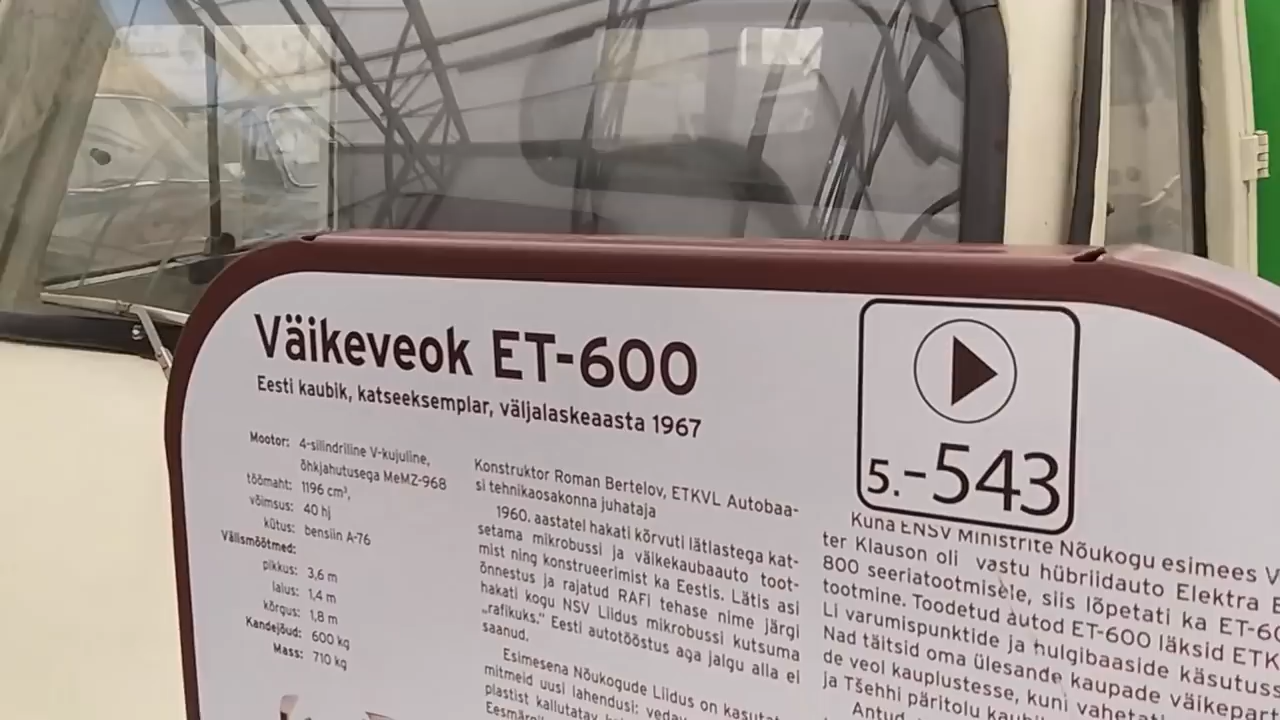 Väikeveok ET-600
Eesti kaubik, katseeksemplar, väljalaskeaasta 1967
5.-543
Mootor: 4-silindriline V-kujuline,
õhkjahutusega MeMZ-968
töömaht: 1196 cm³,
võimsus: 40 hj
kütus: bensiin A-76
Välismõõtmed:
pikkus: 3,6 m
laius: 1,4 m
kõrgus: 1,8 m
Kandejõud: 600 kg
Mass: 710 kg
Konstruktor Roman Bertelov, ETKVL Autobaa-
si tehnikaosakonna juhataja
1960. aastatel hakati kõrvuti lätlastega kat-
setama mikrobussi ja väikekaubaauto toot-
mist ning konstrueerimist ka Eestis. Lätis asi
õnnestus ja rajatud RAFi tehase nime järgi
hakati kogu NSV Liidus mikrobussi kutsuma
„rafikuks.“ Eesti autotööstus aga jalgu alla ei
saanud.
Esimesena Nõukogude Liidus on kasutat
mitmeid uusi lahendusi:
plastist kallutatav
Kuna ENSV Ministrite Nõukogu esimees V
ter Klauson oli vastu hübriidauto Elektra E
800 seeriatootmisele, siis lõpetati ka ET-60
tootmine. Toodetud autod ET-600 läksid ETK
LI varumispunktide ja hulgibaaside käsutuss
Nad täitsid oma ülesande kaupade väikepart
de veol kauplustesse, kuni vahetati
ja Tšehhi päritolu
Antud